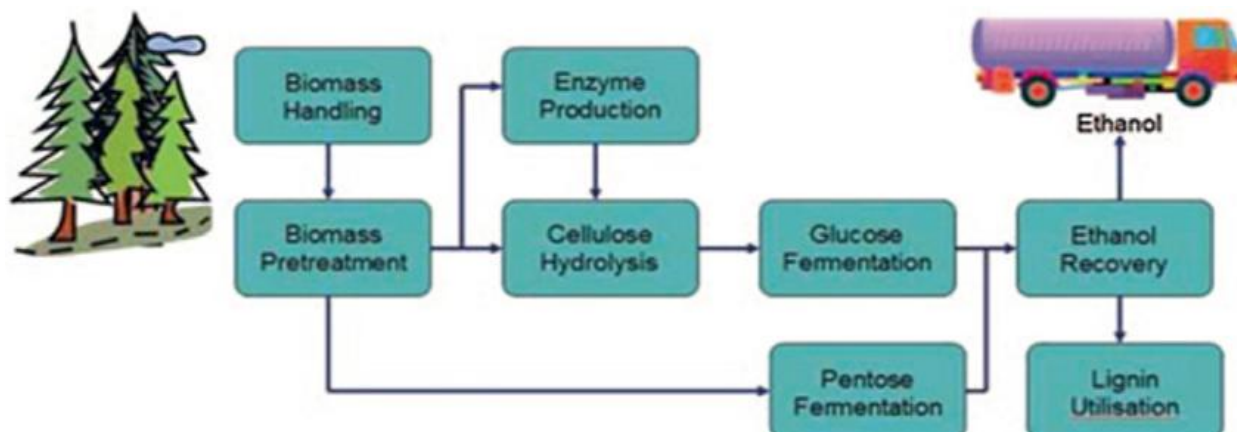 Biomass
Handling
Enzyme
Production
Ethanol
Biomass
Pretreatment
Cellulose
Hydrolysis
Glucose
Fermentation
Ethanol
Recovery
Pentose
Fermentation
Lignin
Utilisation